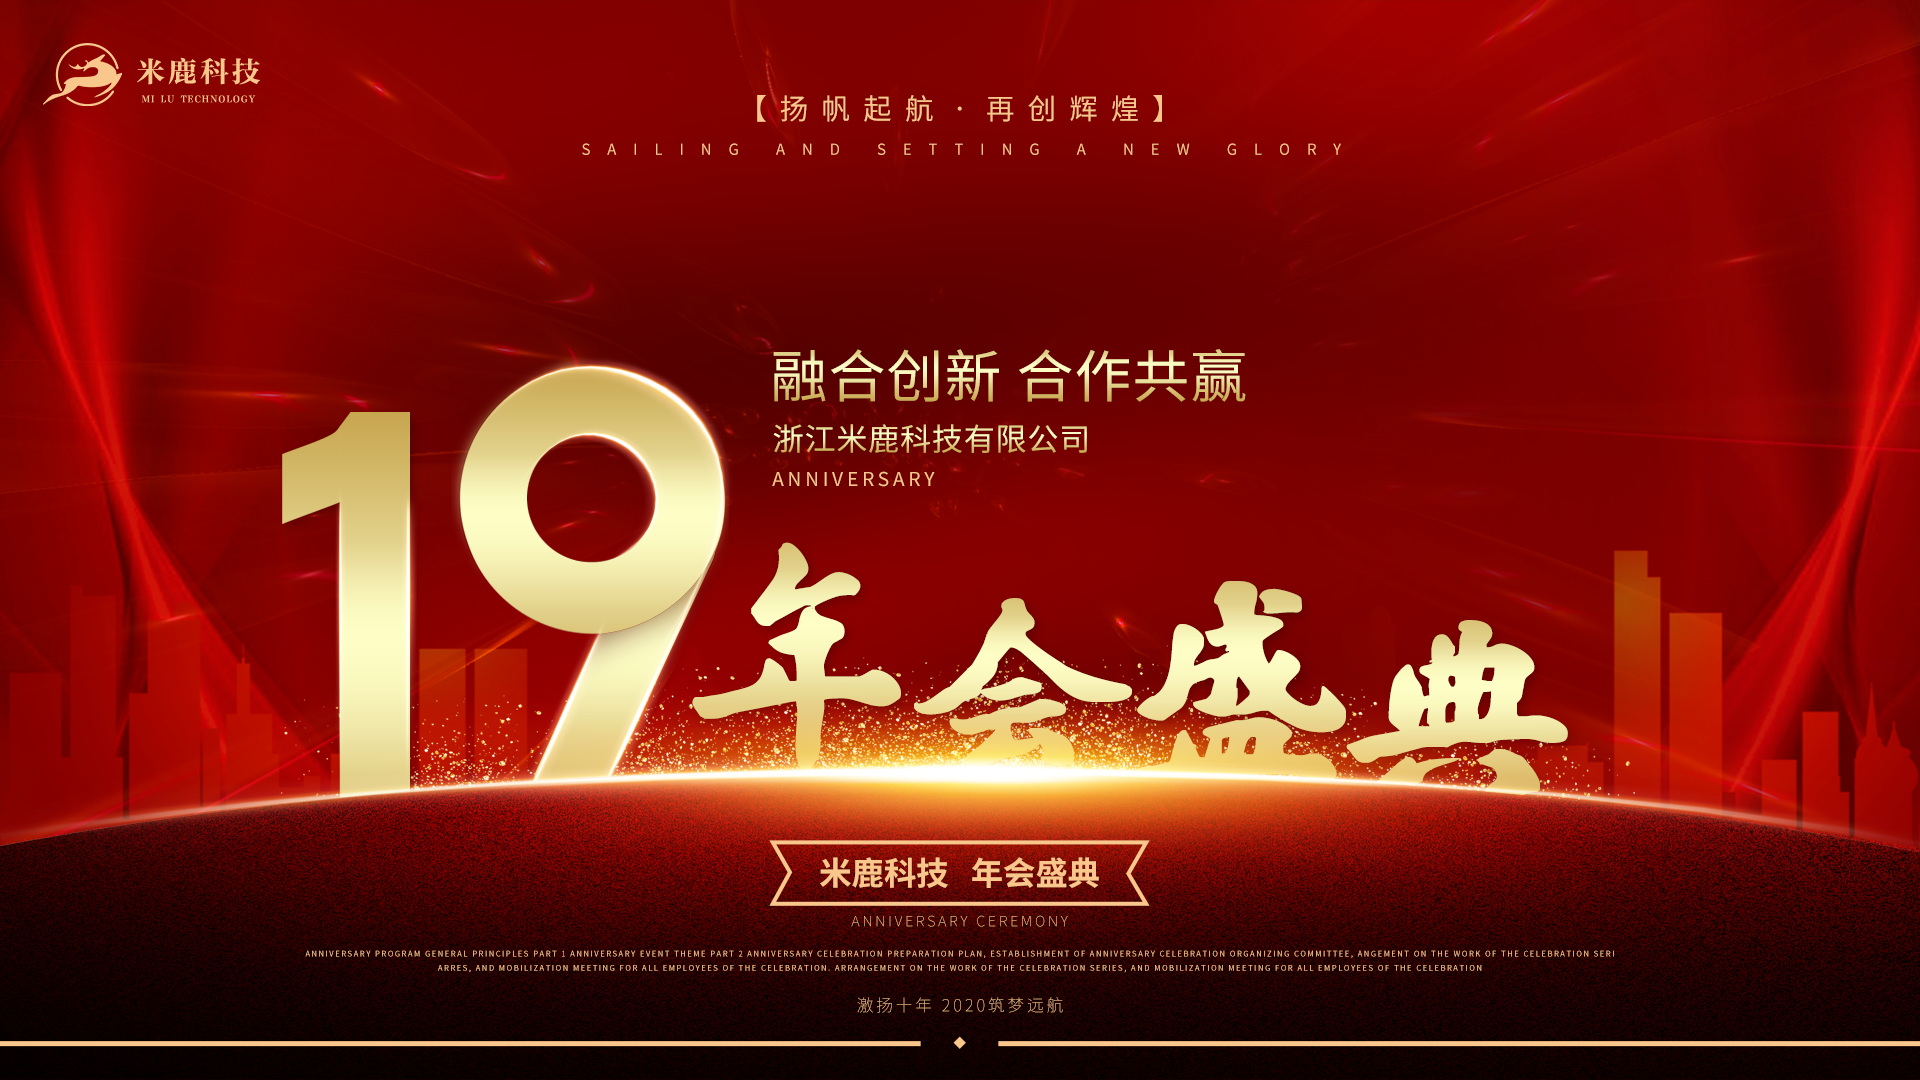 米鹿科技
MI LU TECHNOLOGY
【扬帆起航·再创辉煌】
SAILING AND SETTING A NEW GLORY
融合创新 合作共赢
浙江米鹿科技有限公司
ANNIVERSARY
19年会盛典
米鹿科技 年会盛典
ANNIVERSARY CEREMONY
ANNIVERSARY PROGRAM GENERAL PRINCIPLES PART 1 ANNIVERSARY EVENT THEME PART 2 ANNIVERSARY CELEBRATION PREPARATION PLAN, ESTABLISHMENT OF ANNIVERSARY CELEBRATION ORGANIZING COMMITTEE, ANGEMENT ON THE WORK OF THE CELEBRATION SERI
ARRES, AND MOBILIZATION MEETING FOR ALL EMPLOYEES OF THE CELEBRATION. ARRANGEMENT ON THE WORK OF THE CELEBRATION SERIES, AND MOBILIZATION MEETING FOR ALL EMPLOYEES OF THE CELEBRATION
激扬十年 2020筑梦远航